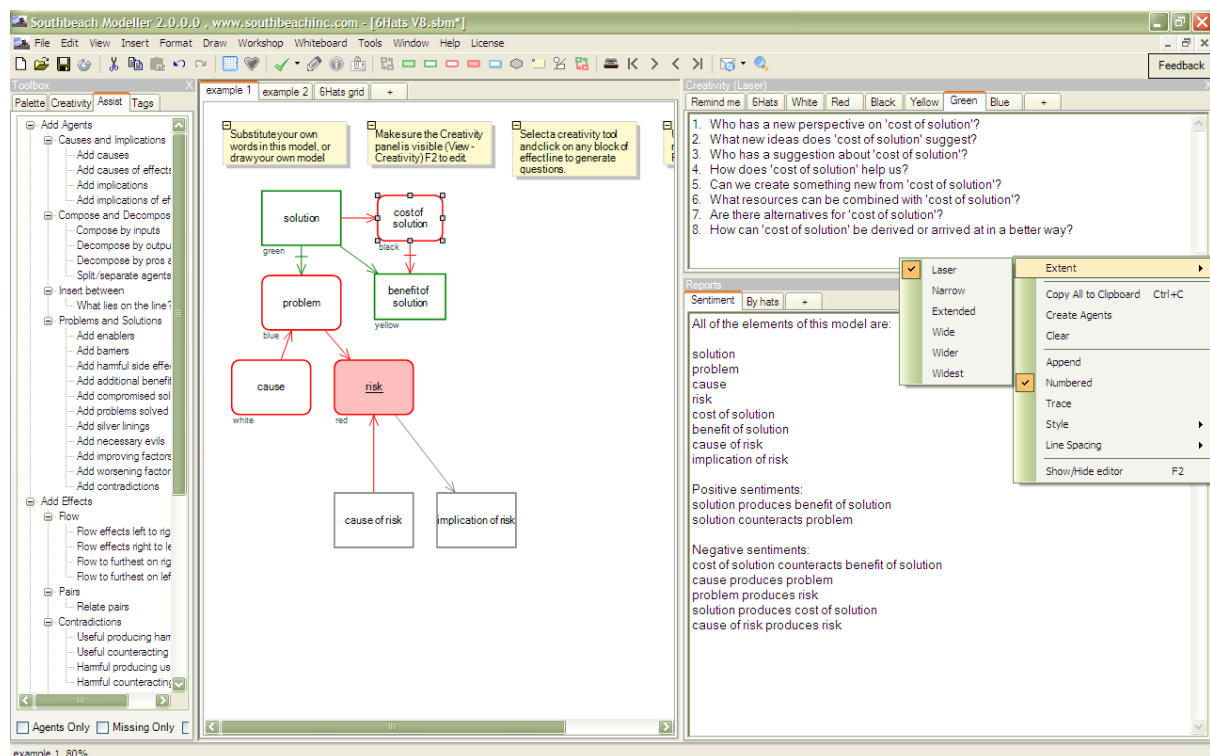 Southbeach Modeller 2.0.0.0 , www.southbeachinc.com - [6Hats V8.sbm*]
File Edit View Insert Format Draw Workshop Whiteboard Tools Window Help License
Feedback
Toolbox X
Palette Creativity Assist Tags
Add Agents
Causes and Implications
Add causes
Add causes of effects
Add implications
Add implications of ef
Compose and Decompos
Compose by inputs
Decompose by outpu
Decompose by pros a
Split/separate agents
Insert between
What lies on the line?
Problems and Solutions
Add enablers
Add barriers
Add harmful side effe
Add additional benefit
Add compromised sol
Add problems solved
Add silver linings
Add necessary evils
Add improving factors
Add worsening factor
Add contradictions
Add Effects
Flow
Flow effects left to rig
Flow effects right to le
Flow to furthest on rig
Flow to furthest on lef
Pairs
Relate pairs
Contradictions
Useful producing harr
Useful counteracting
Harmful producing us
Harmful counteracting
Agents Only Missing Only
example 1 example 2 6Hats grid +
Substitute your own
words in this model, or
draw your own model
Make sure the Creativity
panel is visible (View -
Creativity) F2 to edit.
Select a creativity tool
and click on any block of
effect line to generate
questions.
solution
green
cost of
solution
black
problem
blue
benefit of
solution
yellow
cause
white
risk
red
cause of risk
implication of risk
Creativity (Laser)
Remind me 6Hats White Red Black Yellow Green Blue +
1. Who has a new perspective on 'cost of solution'?
2. What new ideas does 'cost of solution' suggest?
3. Who has a suggestion about 'cost of solution'?
4. How does 'cost of solution' help us?
5. Can we create something new from 'cost of solution'?
6. What resources can be combined with 'cost of solution'?
7. Are there alternatives for 'cost of solution'?
8. How can 'cost of solution' be derived or arrived at in a better way?
Laser
Narrow
Extended
Wide
Wider
Widest
Extent
Copy All to Clipboard Ctrl+C
Create Agents
Clear
Append
Numbered
Trace
Style
Line Spacing
Show/Hide editor F2
Reports
Sentiment By hats +
All of the elements of this model are:
solution
problem
cause
risk
cost of solution
benefit of solution
cause of risk
implication of risk
Positive sentiments:
solution produces benefit of solution
solution counteracts problem
Negative sentiments:
cost of solution counteracts benefit of solution
cause produces problem
problem produces risk
solution produces cost of solution
cause of risk produces risk
example 1 80%